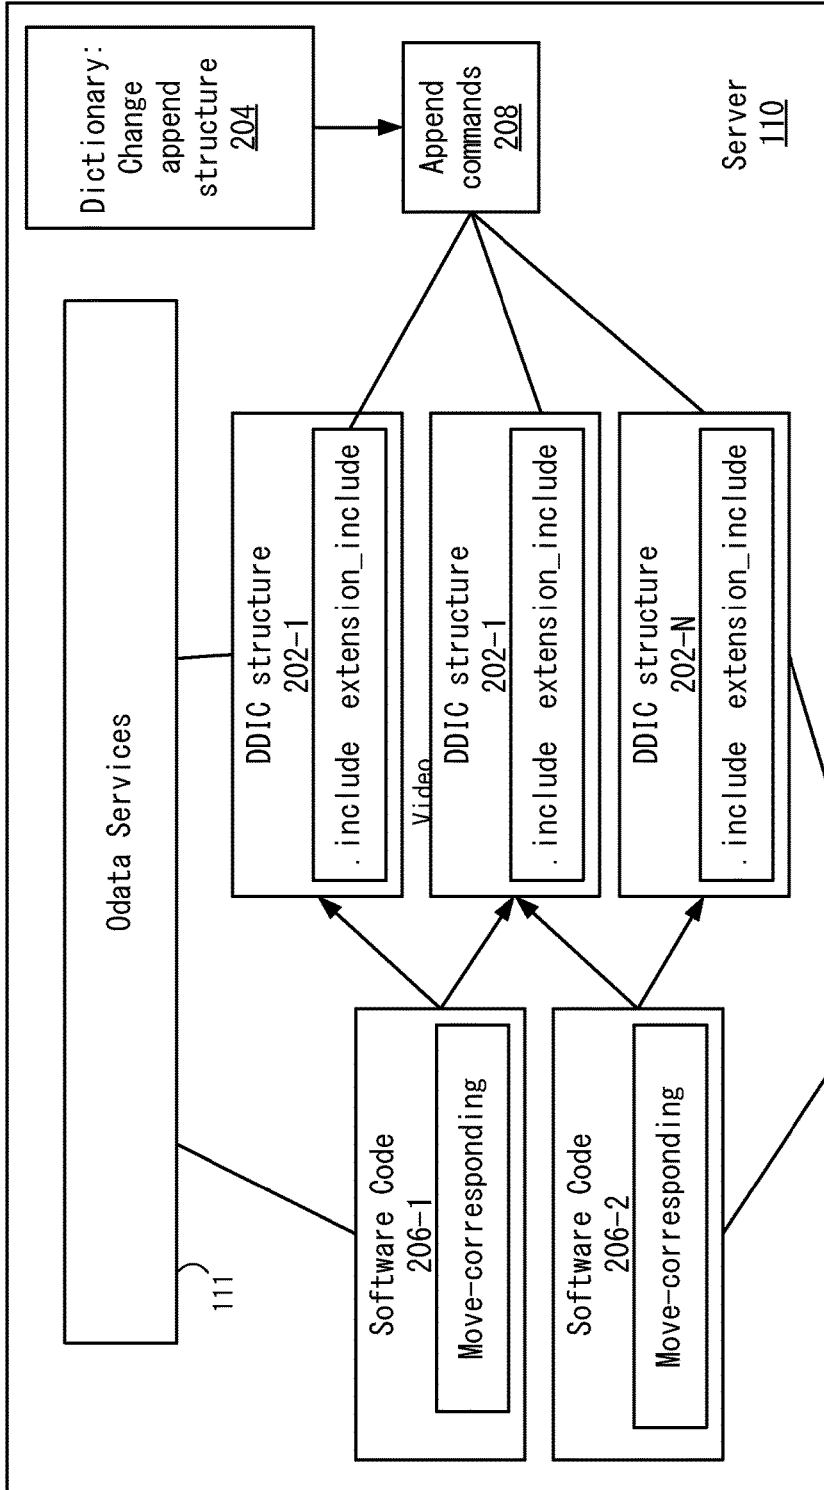 Odata Services
111
Dictionary:
Change
append
structure
204
Software Code
206-1
Move-corresponding
DDIC structure
202-1
.include extension_include
Append
commands
208
Video
DDIC structure
202-1
.include extension_include
Software Code
206-2
Move-corresponding
DDIC structure
202-N
.include extension_include
Server
110